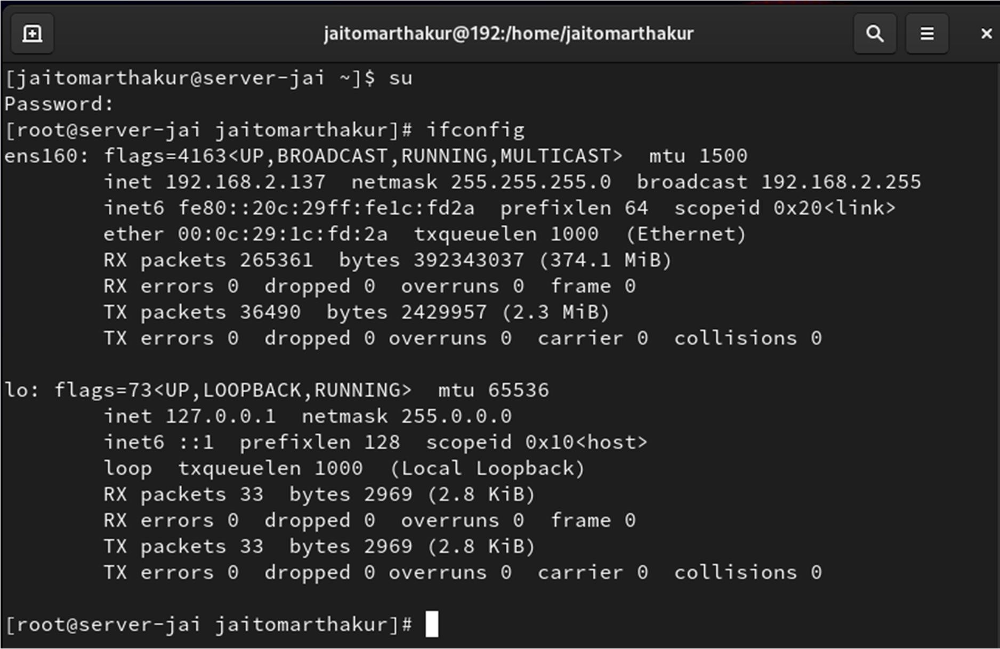 jaitomarthakur@192:/home/jaitomarthakur
[jaitomarthakur@server-jai ~]$ su
Password:
[root@server-jai jaitomarthakur]# ifconfig
ens160: flags=4163<UP,BROADCAST,RUNNING,MULTICAST>  mtu 1500
        inet 192.168.2.137  netmask 255.255.255.0  broadcast 192.168.2.255
        inet6 fe80::20c:29ff:fe1c:fd2a  prefixlen 64  scopeid 0x20<link>
        ether 00:0c:29:1c:fd:2a  txqueuelen 1000  (Ethernet)
        RX packets 265361  bytes 392343037 (374.1 MiB)
        RX errors 0  dropped 0  overruns 0  frame 0
        TX packets 36490  bytes 2429957 (2.3 MiB)
        TX errors 0  dropped 0 overruns 0  carrier 0  collisions 0

lo: flags=73<UP,LOOPBACK,RUNNING>  mtu 65536
        inet 127.0.0.1  netmask 255.0.0.0
        inet6 ::1  prefixlen 128  scopeid 0x10<host>
        loop  txqueuelen 1000  (Local Loopback)
        RX packets 33  bytes 2969 (2.8 KiB)
        RX errors 0  dropped 0  overruns 0  frame 0
        TX packets 33  bytes 2969 (2.8 KiB)
        TX errors 0  dropped 0 overruns 0  carrier 0  collisions 0

[root@server-jai jaitomarthakur]#